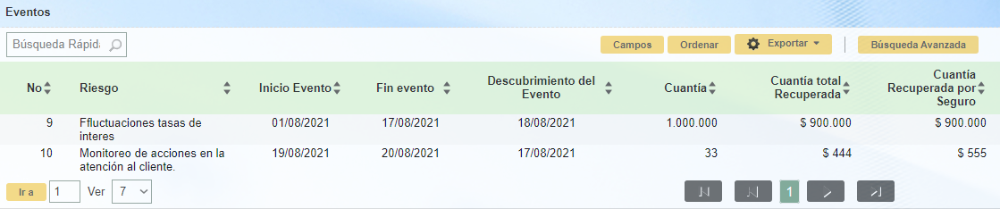 Eventos
Búsqueda Rápid
Campos Ordenar Exportar Búsqueda Avanzada
No Riesgo Inicio Evento Fin evento Descubrimiento del Evento Cuantía Cuantía total Recuperada Cuantía Recuperada por Seguro
9 Ffluctuaciones tasas de 01/08/2021 17/08/2021 18/08/2021 1.000.000 $ 900.000 $ 900.000
interes
10 Monitoreo de acciones en la 19/08/2021 20/08/2021 17/08/2021 33 $ 444 $ 555
atención al cliente.
Ir a 1 Ver 7 1